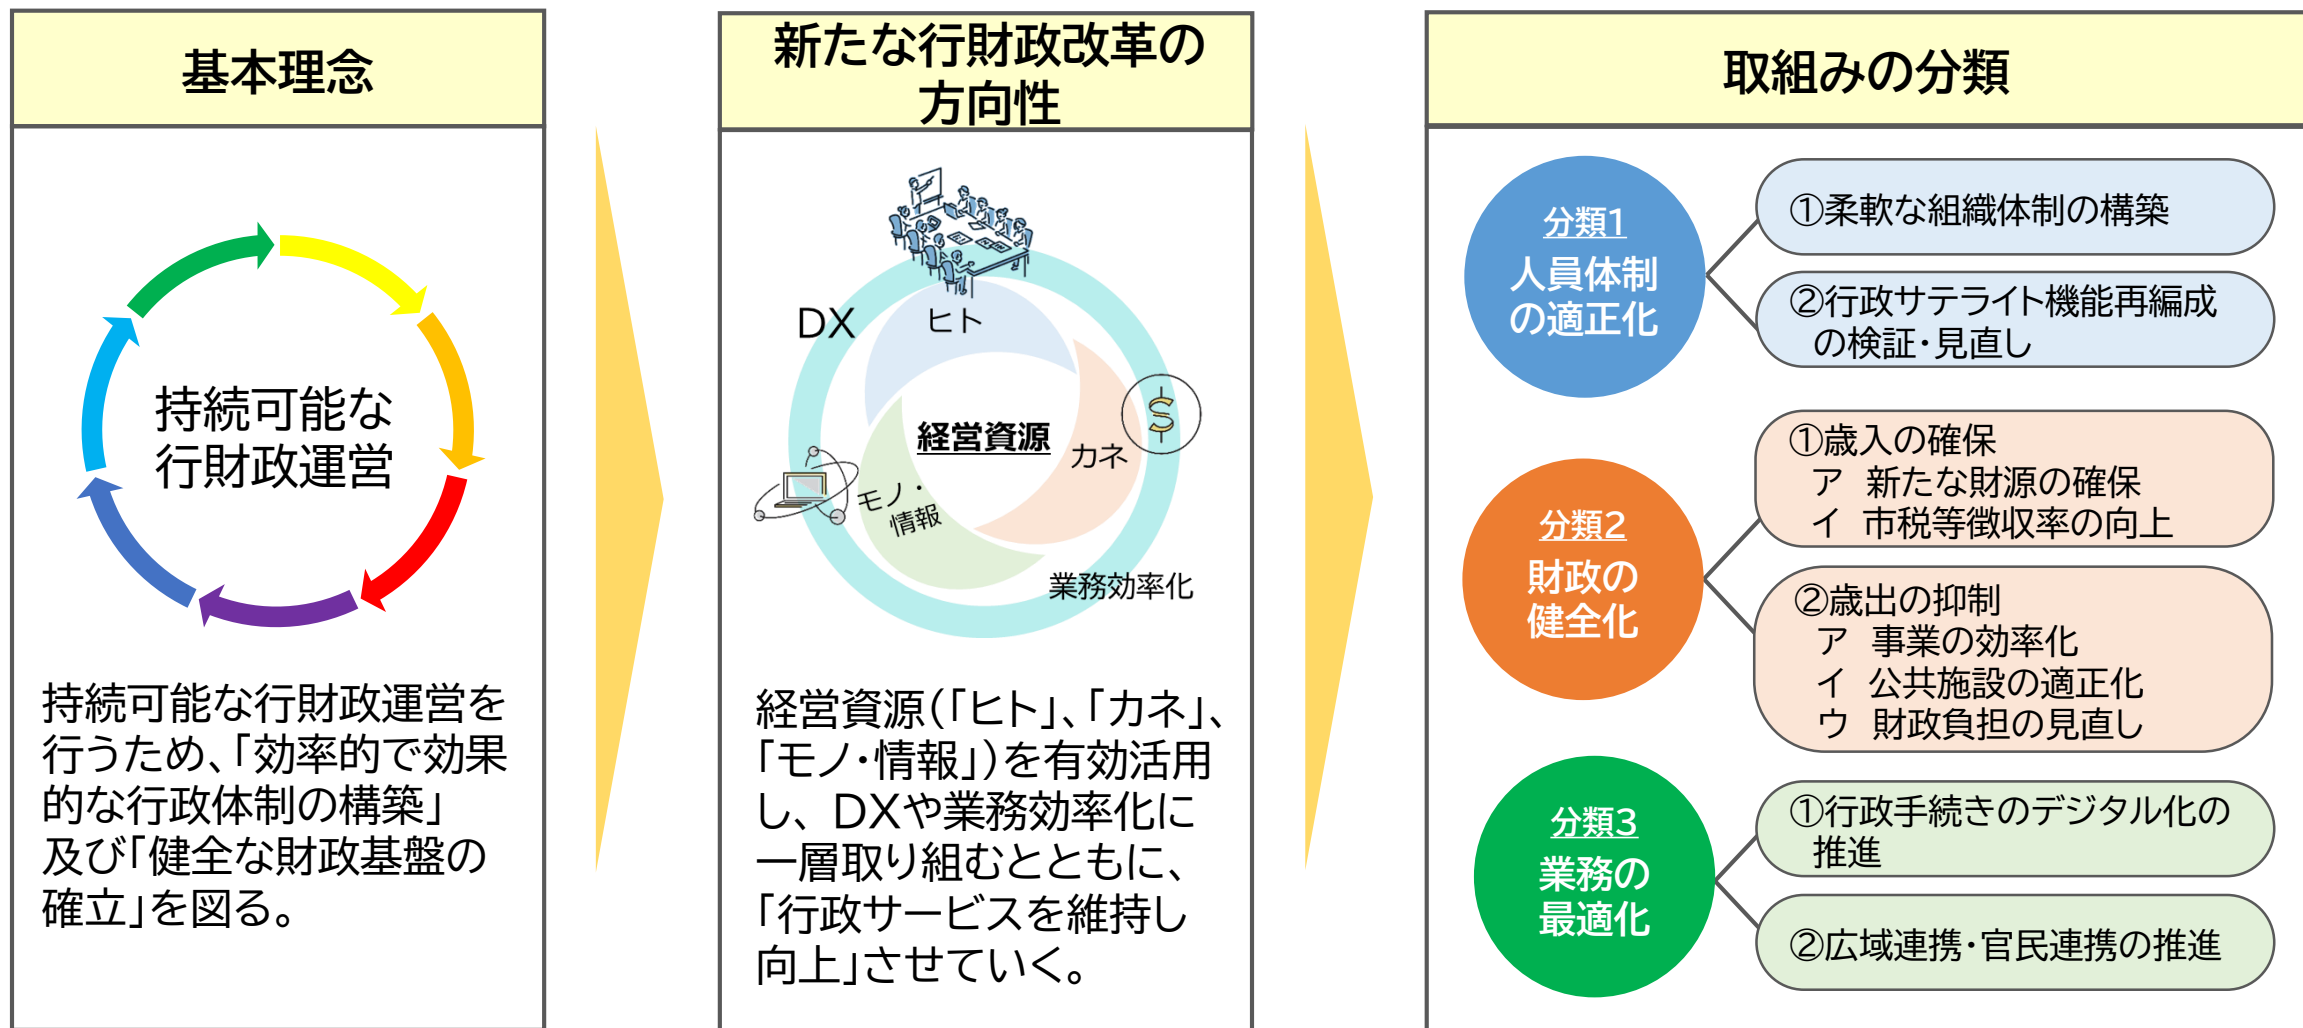 基本理念
持続可能な
行財政運営
持続可能な行財政運営を
行うため、「効率的で効果
的な行政体制の構築」
及び「健全な財政基盤の
確立」を図る。
新たな行財政改革の
方向性
DX
ヒト
経営資源
カネ
モノ・
情報
業務効率化
経営資源(「ヒト」、「カネ」、
「モノ・情報」)を有効活用
し、DXや業務効率化に
一層取り組むとともに、
「行政サービスを維持し
向上」させていく。
取組みの分類
分類1
人員体制
の適正化
①柔軟な組織体制の構築
②行政サテライト機能再編成
の検証・見直し
分類2
財政の
健全化
①歳入の確保
ア 新たな財源の確保
イ 市税等徴収率の向上
②歳出の抑制
ア 事業の効率化
イ 公共施設の適正化
ウ 財政負担の見直し
分類3
業務の
最適化
①行政手続きのデジタル化の
推進
②広域連携・官民連携の推進